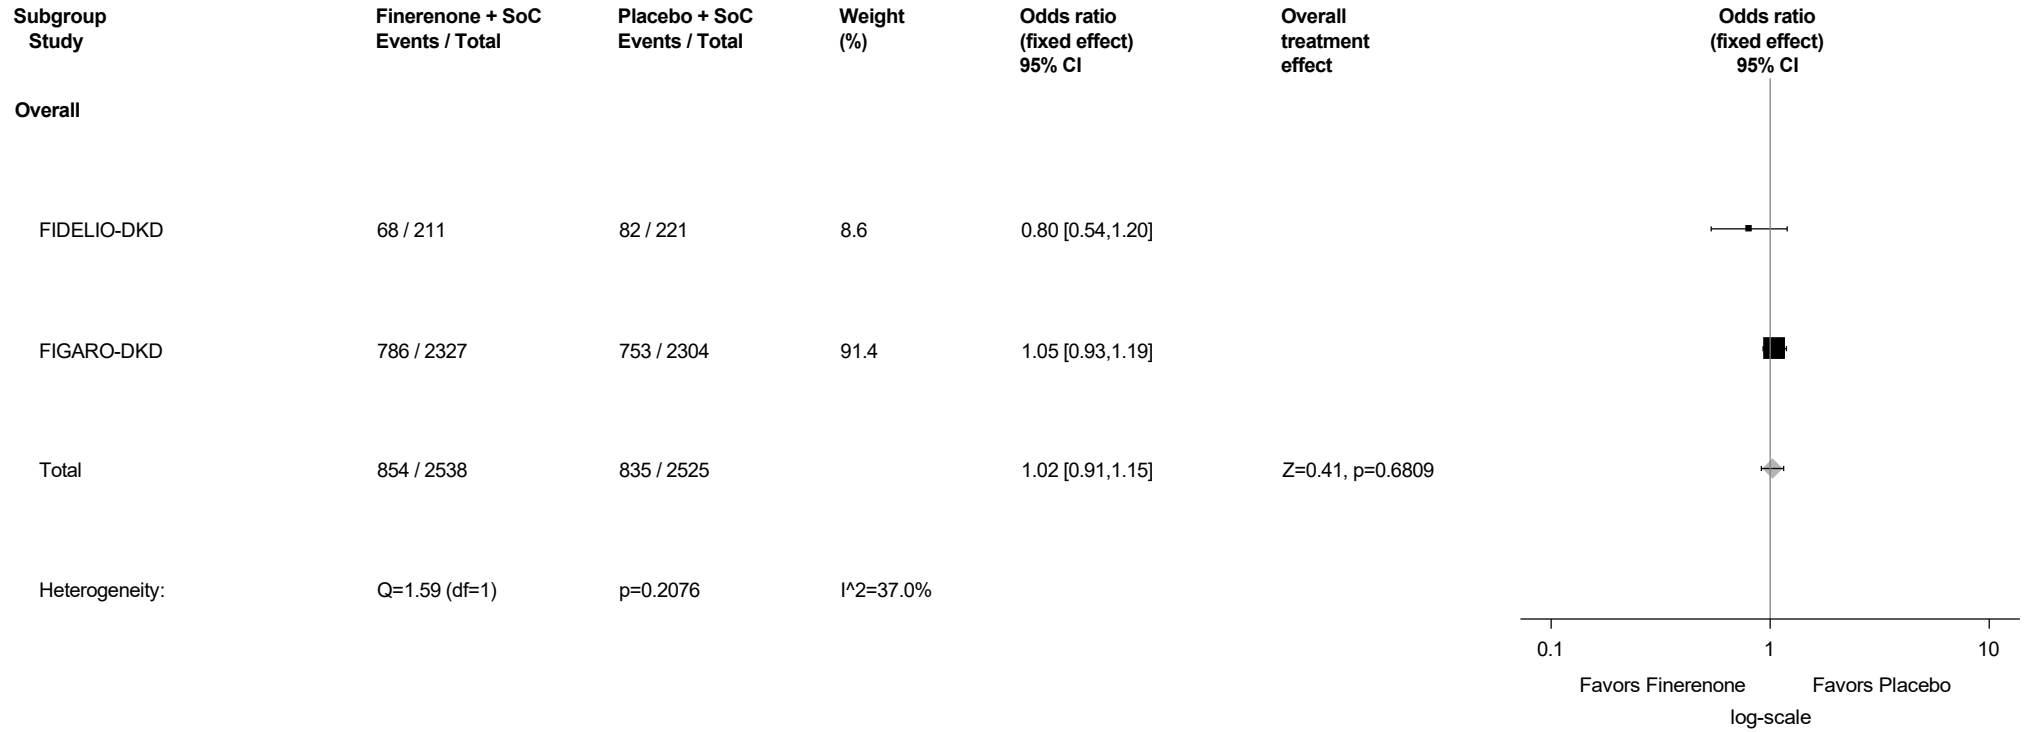 Subgroup Finerenone + SoC Placebo + SoC Weight Odds ratio Overall Odds ratio
Study Events / Total Events / Total (%) (fixed effect) treatment (fixed effect)
95% CI effect 95% CI
Overall
FIDELIO-DKD 68 / 211 82 / 221 8.6 0.80 [0.54,1.20]
FIGARO-DKD 786 / 2327 753 / 2304 91.4 1.05 [0.93,1.19]
Total 854 / 2538 835 / 2525 1.02 [0.91,1.15] Z=0.41, p=0.6809
Heterogeneity: Q=1.59 (df=1) p=0.2076 I^2=37.0%
0.1 1 10
Favors Finerenone Favors Placebo
log-scale